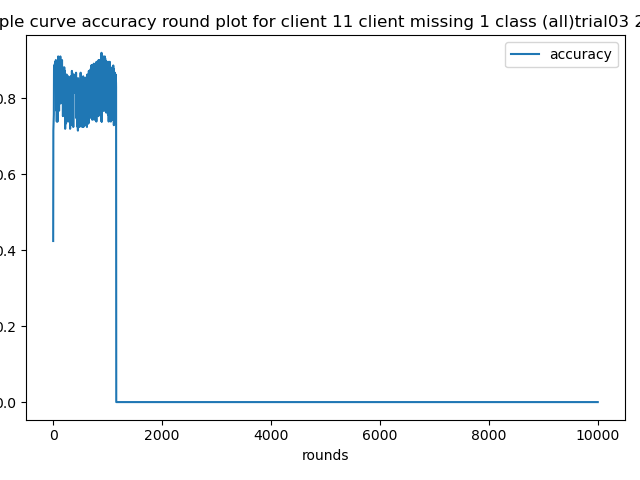 ple curve accuracy round plot for client 11 client missing 1 class (all)trial03 2
accuracy
0.8
0.6
0.4
0.2
0.0
0 2000 4000 6000 8000 10000
rounds